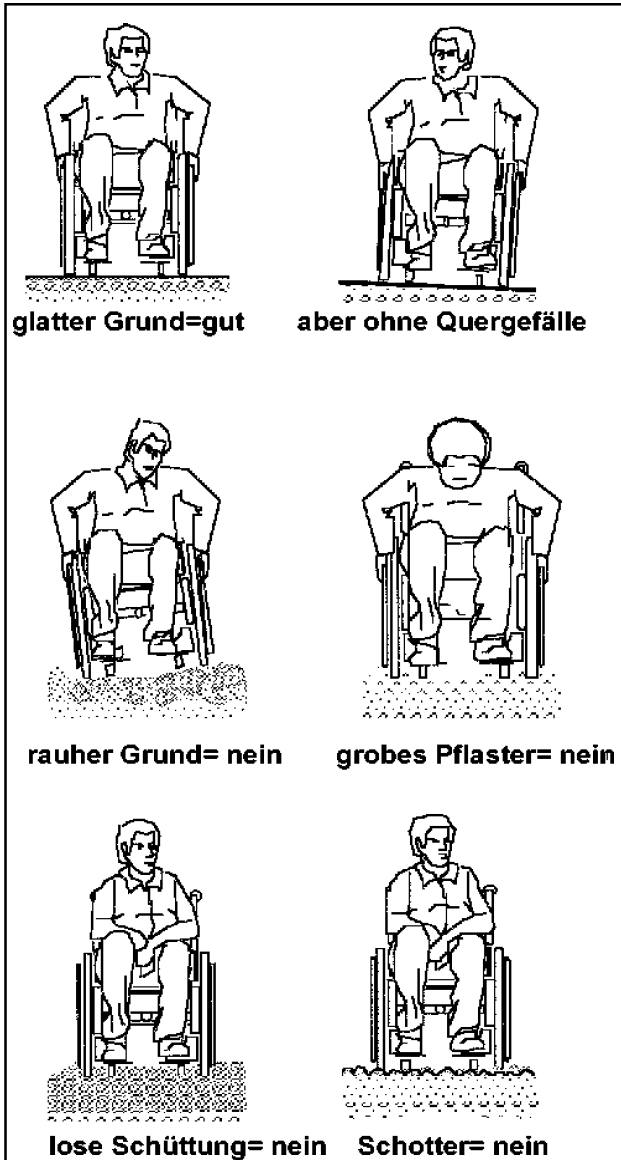 glatter Grund=gut
aber ohne Quergefälle
rauher Grund= nein
grobes Pflaster= nein
lose Schüttung= nein
Schotter= nein